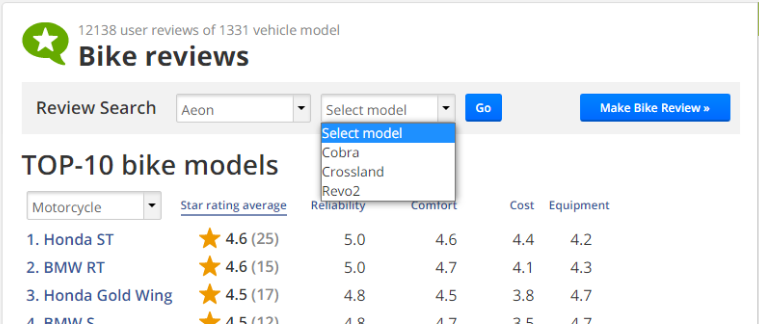 12138 user reviews of 1331 vehicle model
Bike reviews
Review Search Aeon Select model Go Make Bike Review »
Select model
Cobra
Crossland
Revo2
TOP-10 bike models
Motorcycle Star rating average Reliability Comfort Cost Equipment
1. Honda ST 4.6 (25) 5.0 4.6 4.4 4.2
2. BMW RT 4.6 (15) 5.0 4.7 4.1 4.3
3. Honda Gold Wing 4.5 (17) 4.8 4.5 3.8 4.7
4. BMW S 4.5 (12) 4.8 4.7 3.5 4.7